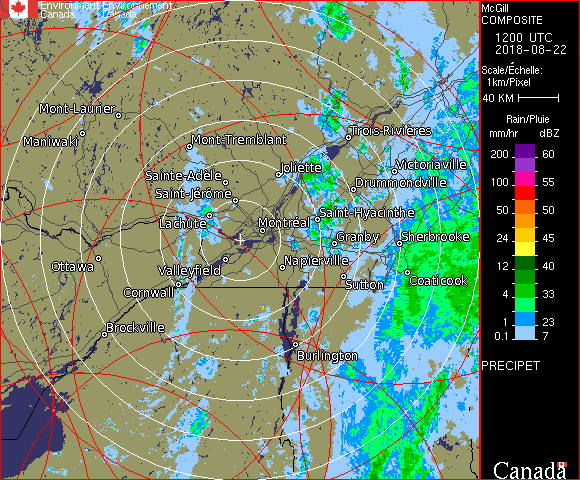 Environment Environnement
Canada Canada
McGill
COMPOSITE
1200 UTC
2018-08-22
Scale/Échelle:
1km/Pixel
40 KM
Rain/Pluie
mm/hr dBZ
200 60
100 55
50 50
24 45
12 40
4 33
1 23
0.1 7
PRECIPET
Canada
Mont-Laurier
Maniwaki
Mont-Tremblant
Trois-Rivières
Sainte-Adèle
Joliette
Victoriaville
Saint-Jérôme
Drummondville
Lachute
Montréal
Saint-Hyacinthe
Granby
Sherbrooke
Ottawa
Valleyfield
Napierville
Cornwall
Sutton
Coaticook
Brockville
Burlington